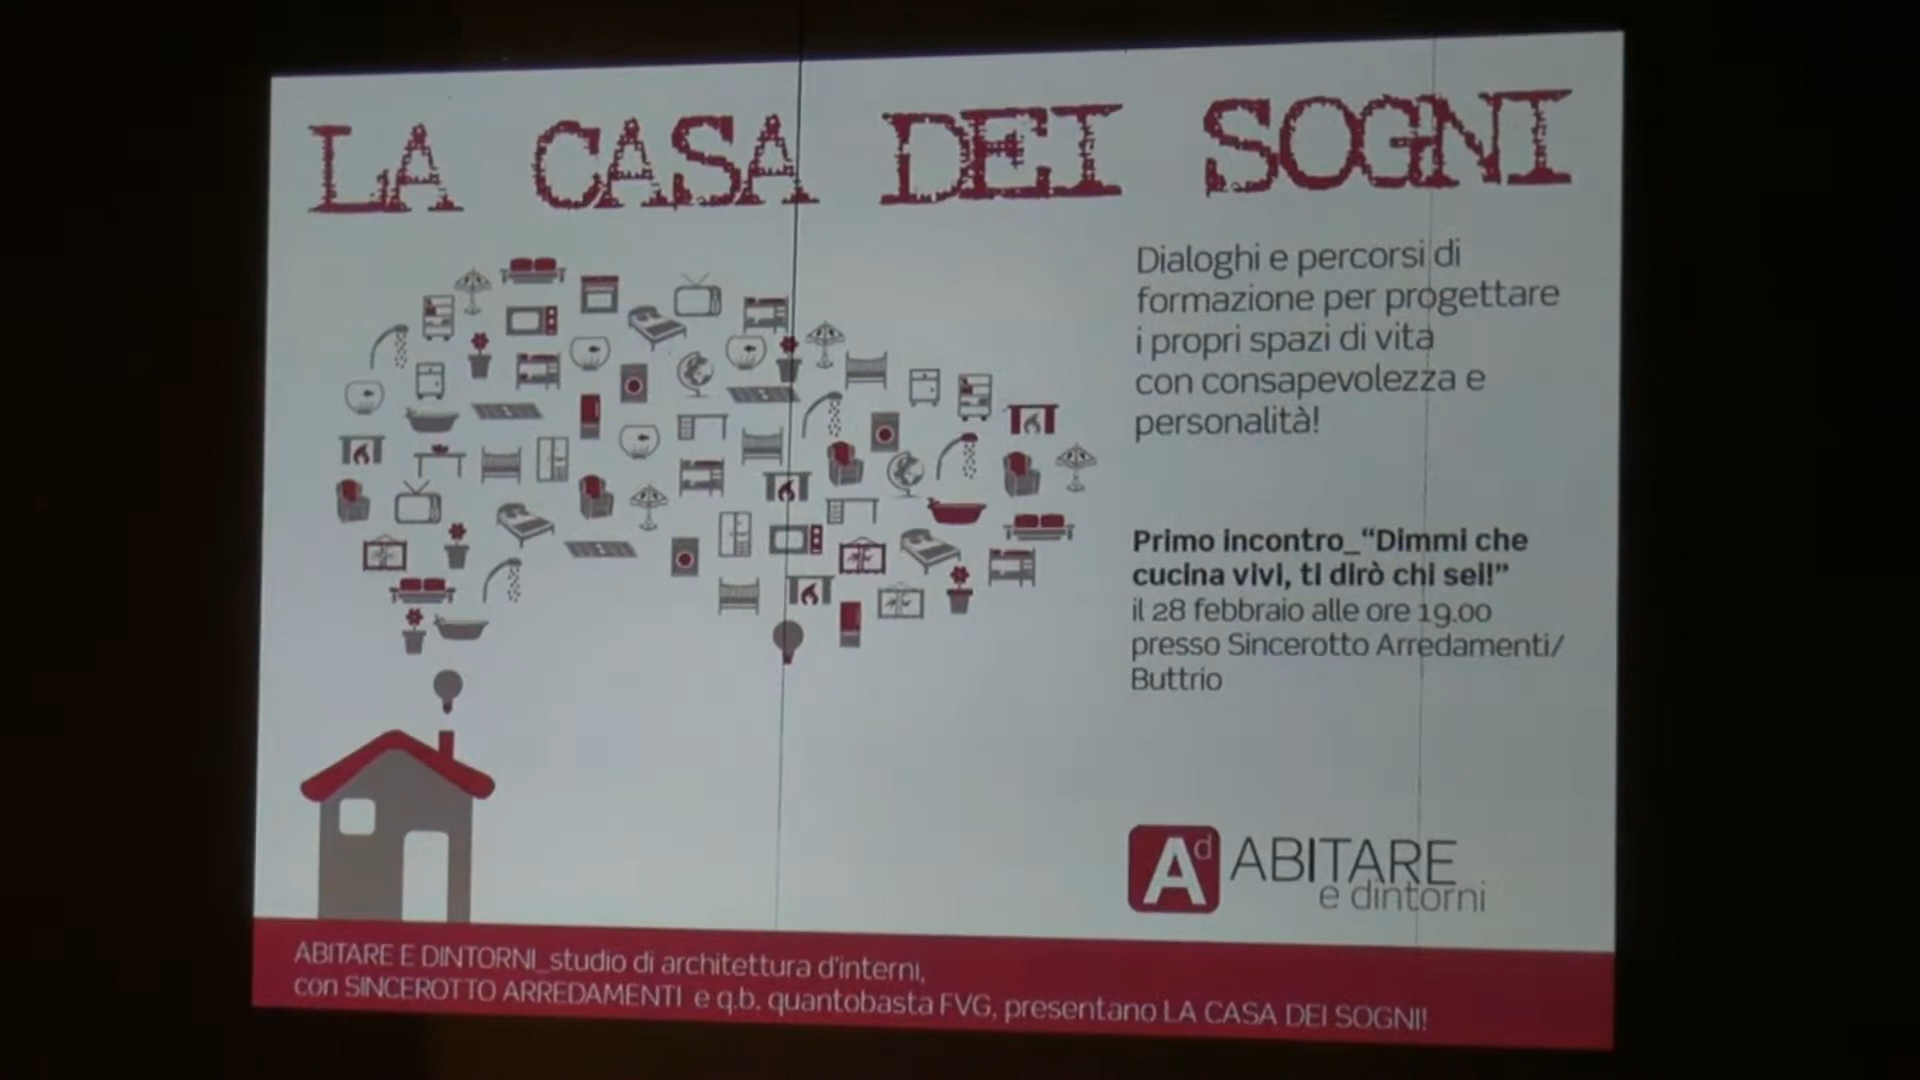 LA CASA DEI SOGNI
Dialoghi e percorsi di
formazione per progettare
i propri spazi di vita
con consapevolezza e
personalità!
Primo incontro_“Dimmi che
cucina vivi, ti dirò chi sei!”
il 28 febbraio alle ore 19.00
presso Sincerotto Arredamenti/
Buttrio
Ad ABITARE
e dintorni
ABITARE E DINTORNI_studio di architettura d'interni,
con SINCEROTTO ARREDAMENTI e q.b. quantobasta FVG, presentano LA CASA DEI SOGNI!